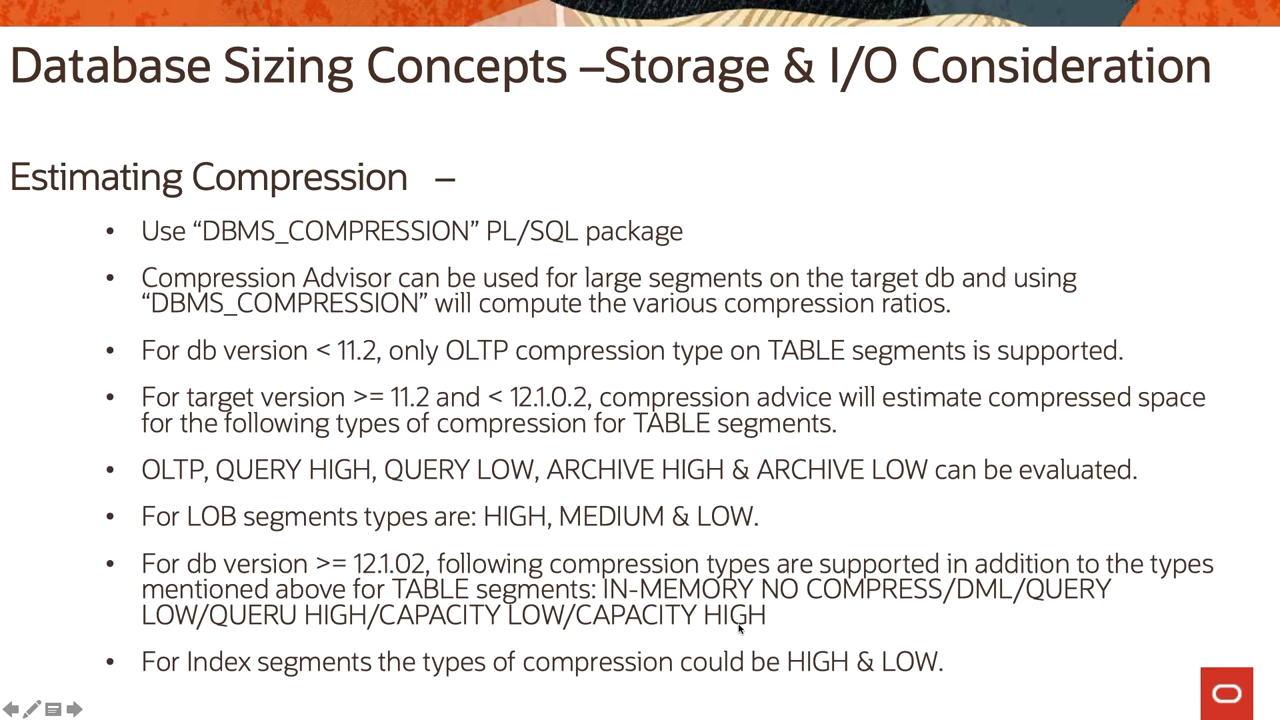 Database Sizing Concepts –Storage & I/O Consideration
Estimating Compression –
• Use “DBMS_COMPRESSION” PL/SQL package
• Compression Advisor can be used for large segments on the target db and using
“DBMS_COMPRESSION” will compute the various compression ratios.
• For db version < 11.2, only OLTP compression type on TABLE segments is supported.
• For target version >= 11.2 and < 12.1.0.2, compression advice will estimate compressed space
for the following types of compression for TABLE segments.
• OLTP, QUERY HIGH, QUERY LOW, ARCHIVE HIGH & ARCHIVE LOW can be evaluated.
• For LOB segments types are: HIGH, MEDIUM & LOW.
• For db version >= 12.1.02, following compression types are supported in addition to the types
mentioned above for TABLE segments: IN-MEMORY NO COMPRESS/DML/QUERY
LOW/QUERU HIGH/CAPACITY LOW/CAPACITY HIGH
• For Index segments the types of compression could be HIGH & LOW.